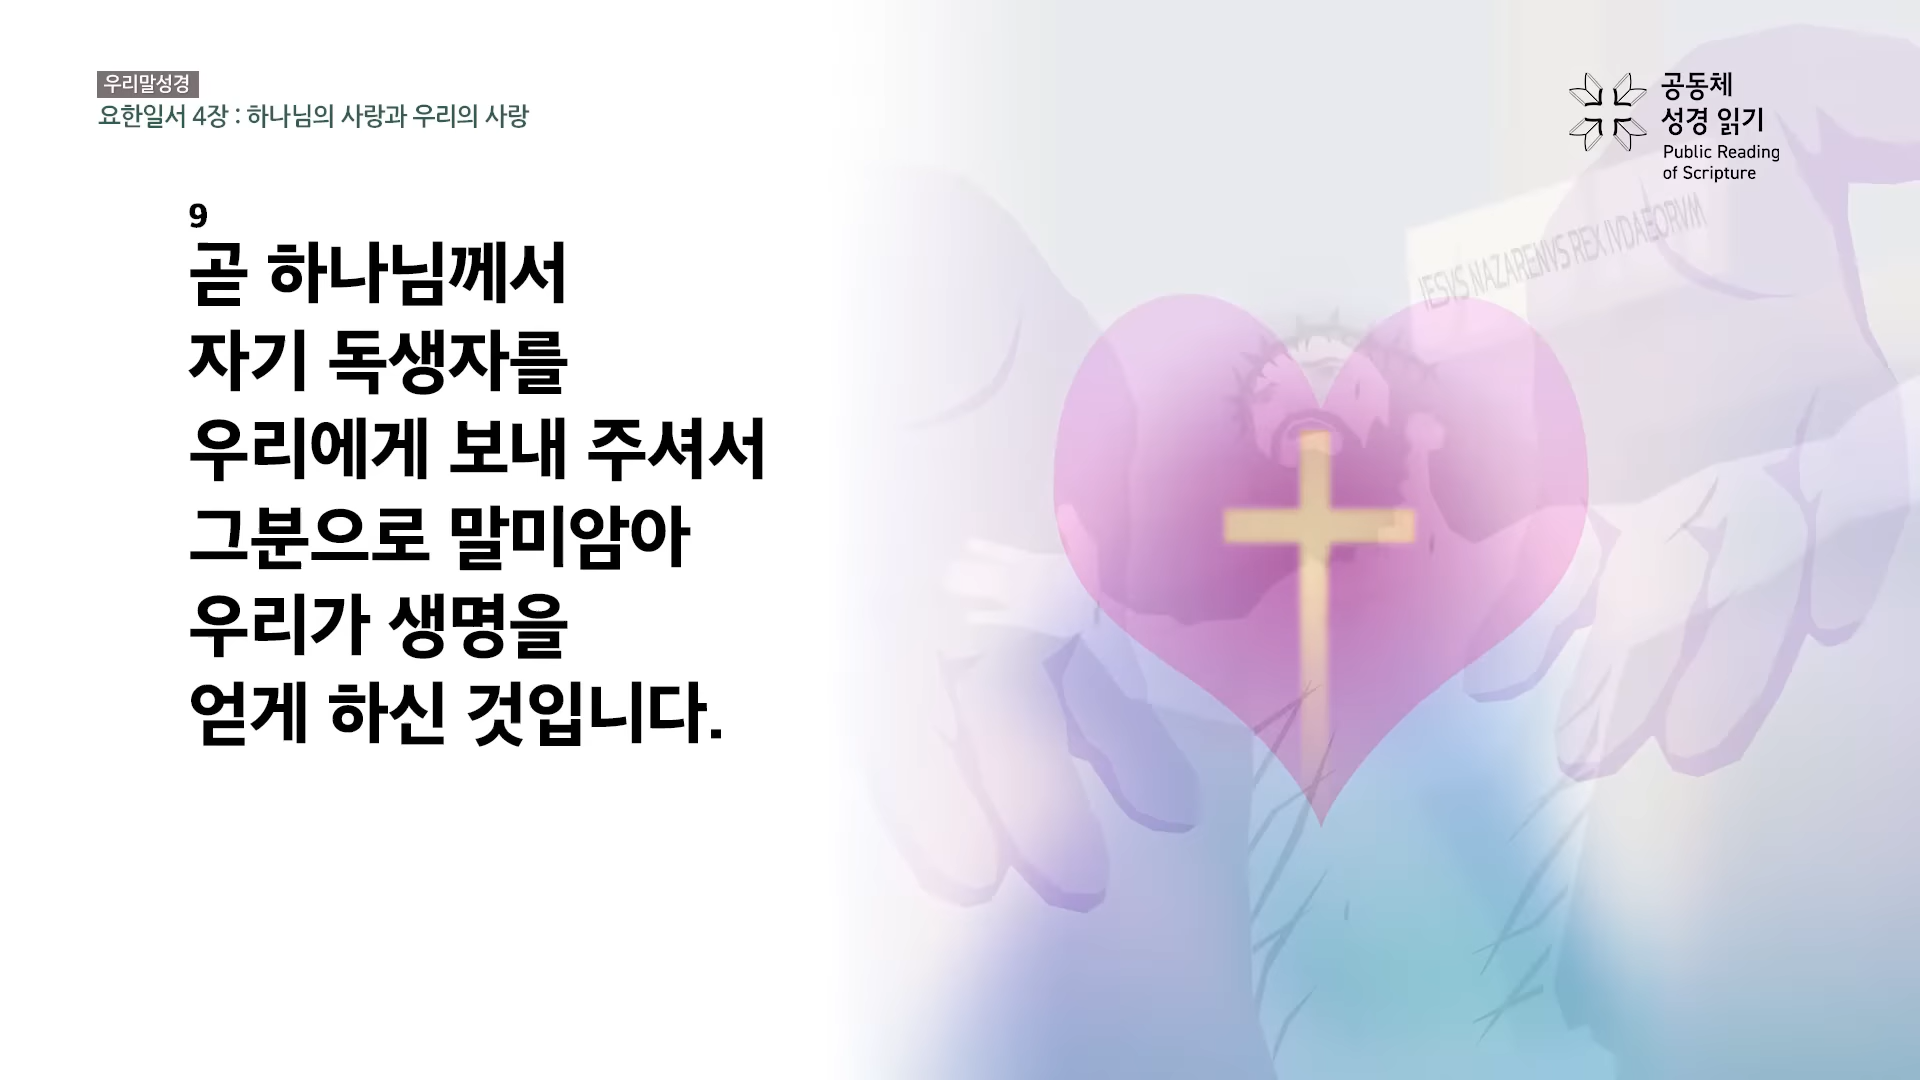 우리말성경
요한일서 4장 : 하나님의 사랑과 우리의 사랑
공동체
성경 읽기
Public Reading
of Scripture
9
곧 하나님께서
자기 독생자를
우리에게 보내 주셔서
그분으로 말미암아
우리가 생명을
얻게 하신 것입니다.
IESVS NAZARENVS REX IVDAEORVM